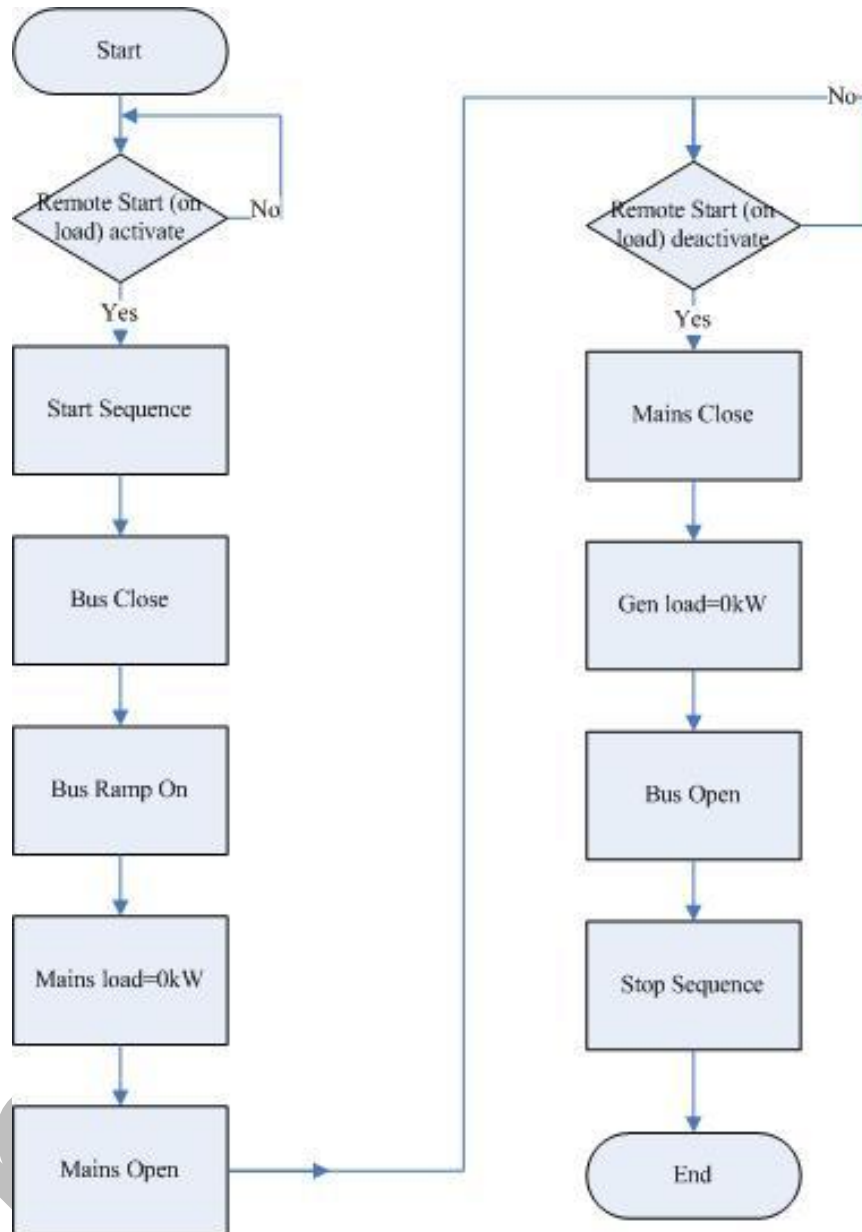 Start
Remote Start (on
load) activate
No
Yes
Start Sequence
Bus Close
Bus Ramp On
Mains load=0kW
Mains Open
No
Remote Start (on
load) deactivate
Yes
Mains Close
Gen load=0kW
Bus Open
Stop Sequence
End